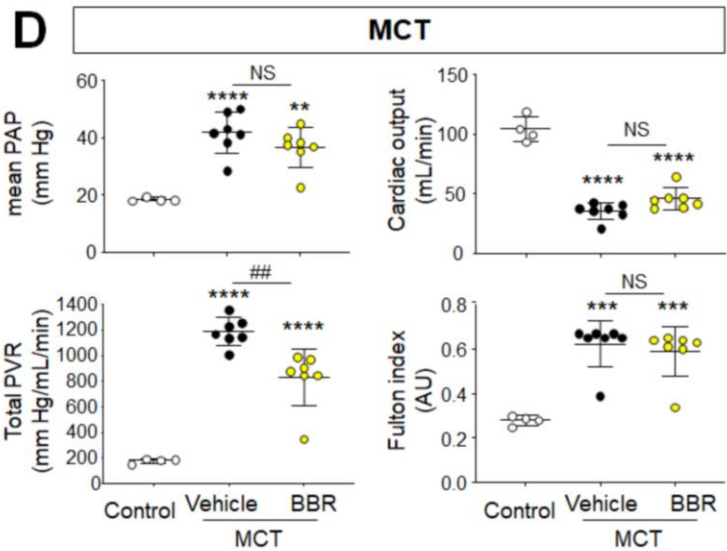 D
MCT
mean PAP
(mm Hg)
60
40
20
0
NS
****
**
Cardiac output
(mL/min)
150
100
50
0
NS
****
****
Total PVR
(mm Hg/mL/min)
1400
1200
1000
800
600
400
200
0
##
****
****
Fulton index
(AU)
0.8
0.6
0.4
0.2
0.0
NS
***
***
Control Vehicle BBR
MCT
Control Vehicle BBR
MCT